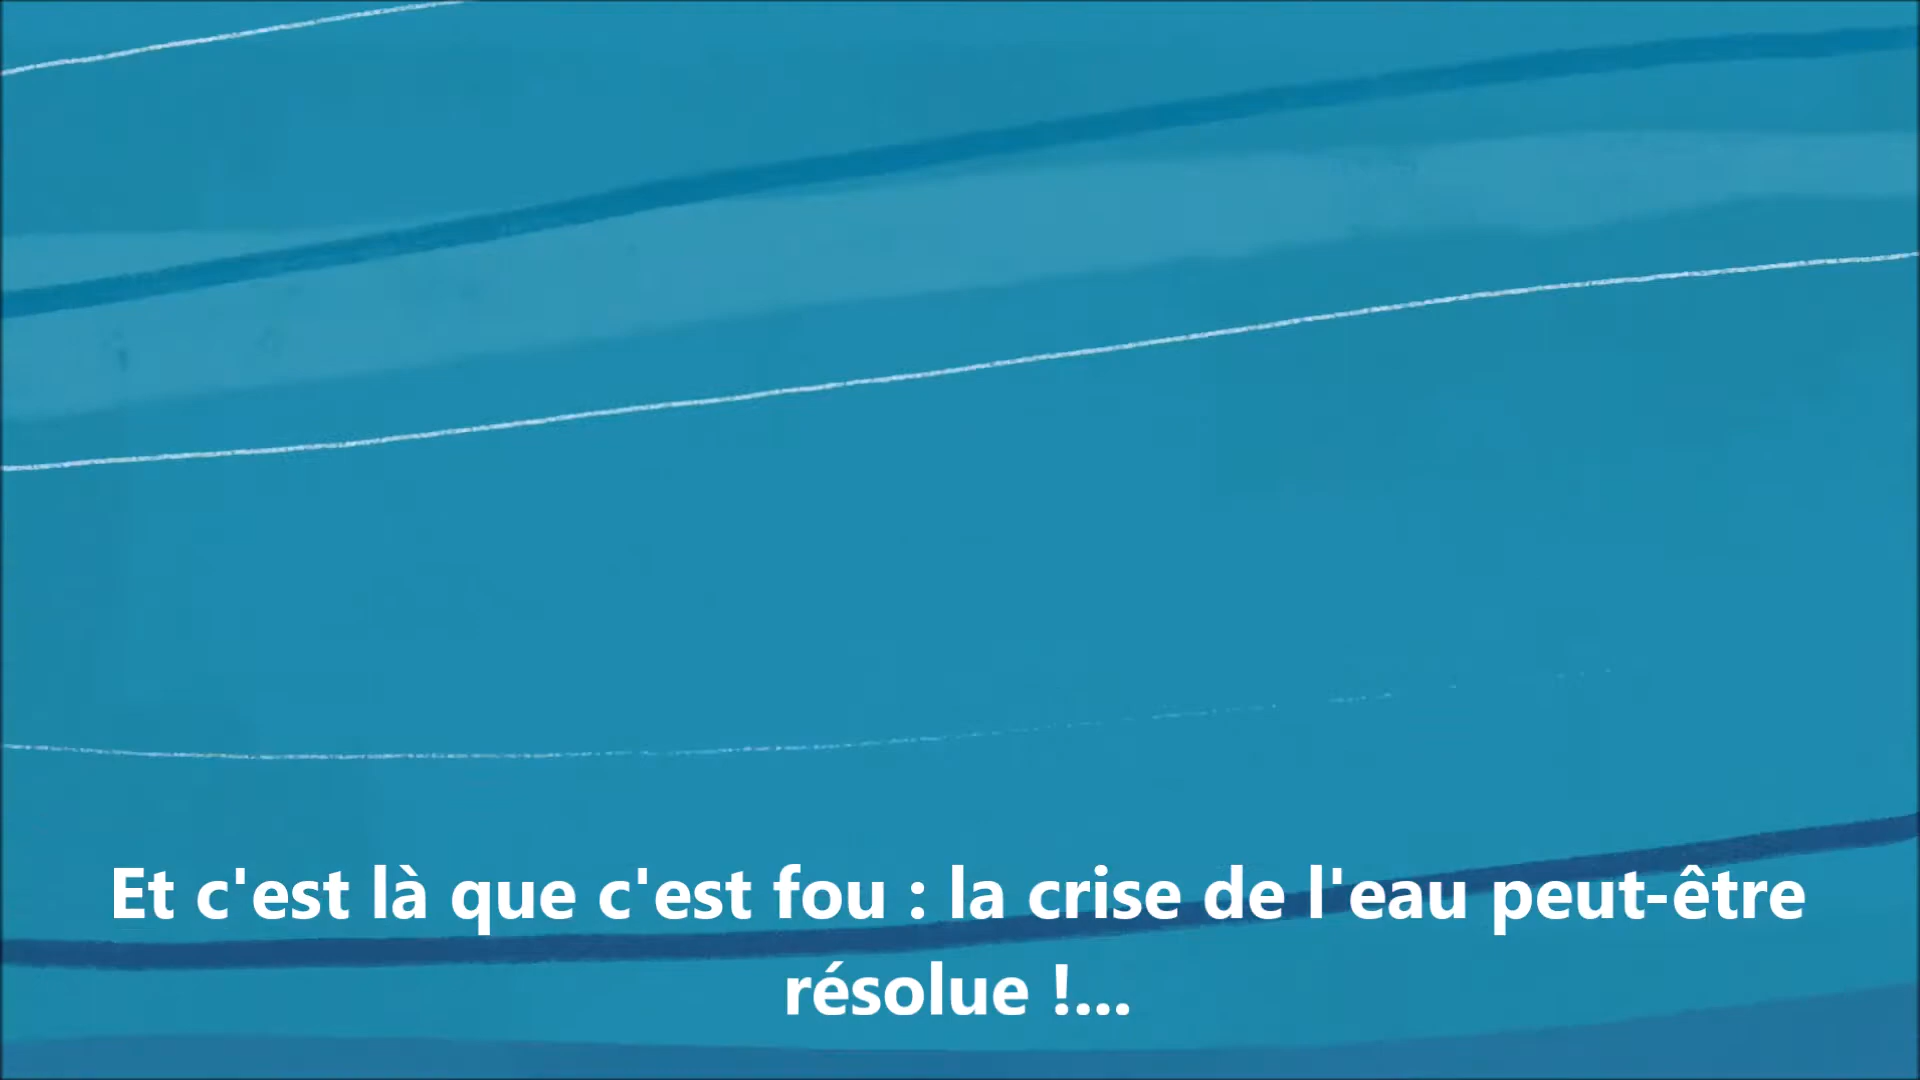 Et c'est là que c'est fou : la crise de l'eau peut-être
résolue !...